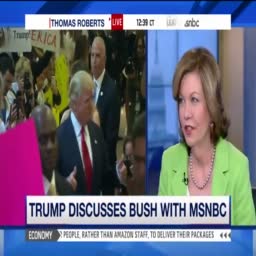 THOMAS ROBERTS
LIVE
12:39 CT
msnbc
TRUMP DISCUSSES BUSH WITH MSNBC
ECONOMY
PEOPLE, RATHER THAN AMAZON STAFF, TO DELIVER THEIR PACKAGES